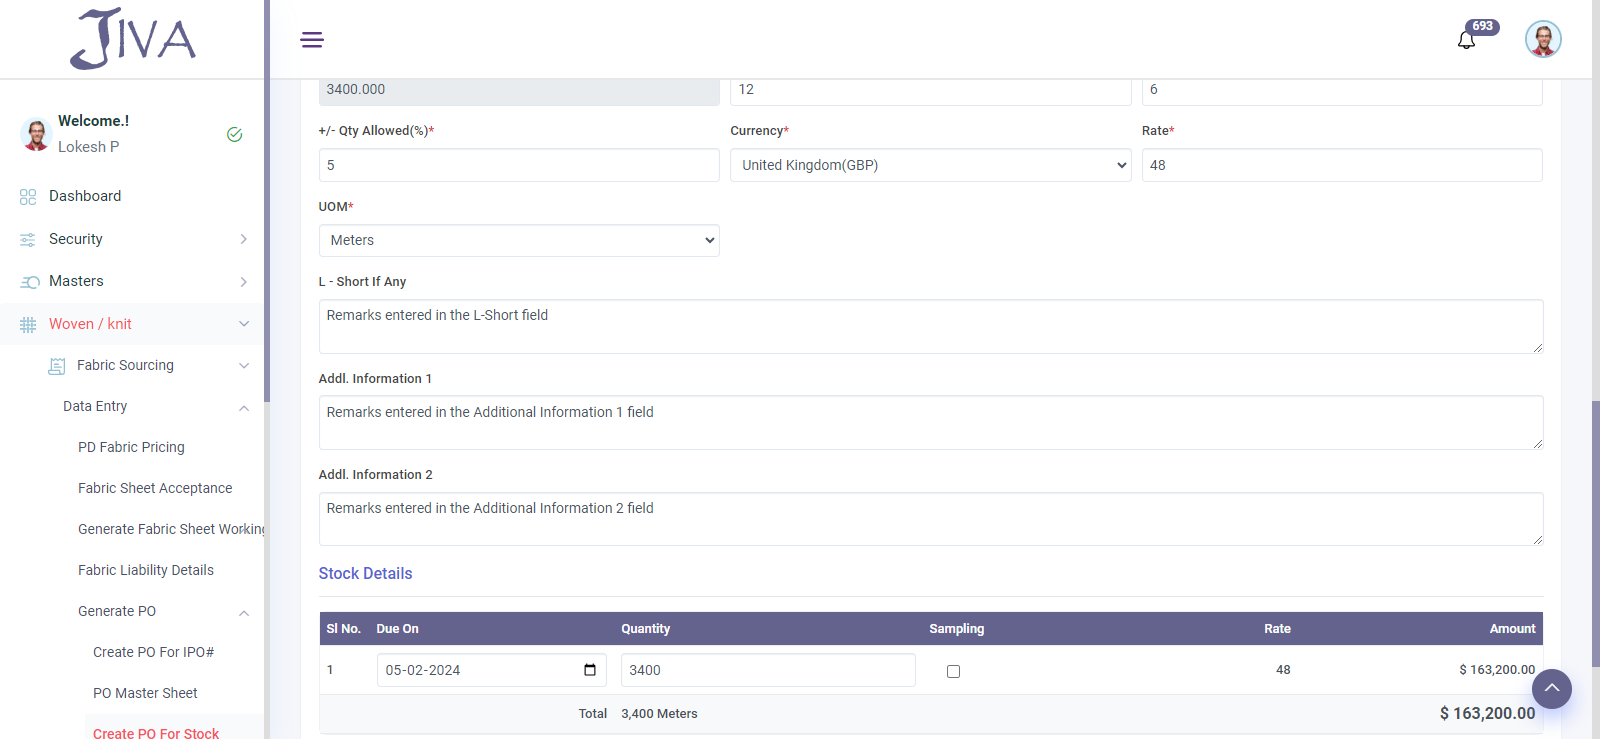 JIVA
693
Welcome.!
Lokesh P
Dashboard
Security
Masters
Woven / knit
Fabric Sourcing
Data Entry
PD Fabric Pricing
Fabric Sheet Acceptance
Generate Fabric Sheet Working
Fabric Liability Details
Generate PO
Create PO For IPO#
PO Master Sheet
Create PO For Stock
3400.000 12 6
+/- Qty Allowed(%)* Currency* Rate*
5 United Kingdom(GBP) 48
UOM*
Meters
L - Short If Any
Remarks entered in the L-Short field
Addl. Information 1
Remarks entered in the Additional Information 1 field
Addl. Information 2
Remarks entered in the Additional Information 2 field
Stock Details
Sl No. Due On Quantity Sampling Rate Amount
1 05-02-2024 3400 48 $ 163,200.00
Total 3,400 Meters $ 163,200.00